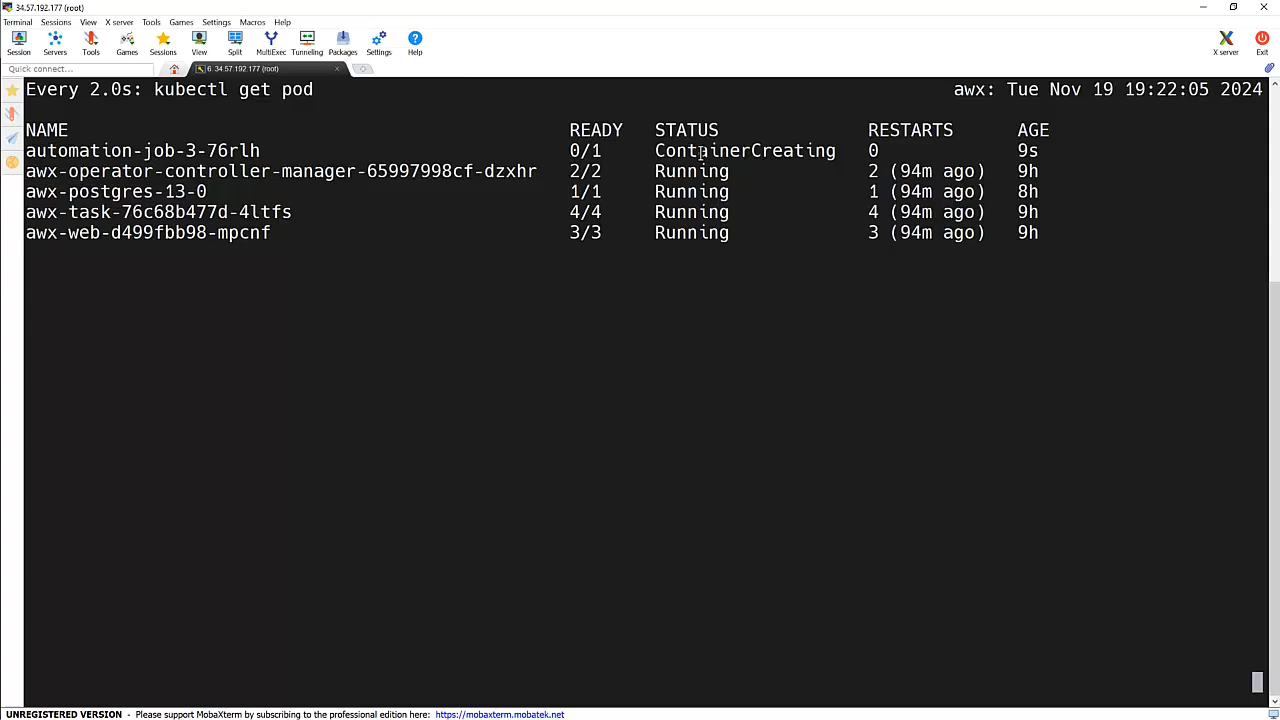 34.57.192.177 (root)
Terminal Sessions View X server Tools Games Settings Macros Help
Session Servers Tools Games Sessions View Split MultiExec Tunneling Packages Settings Help X server Exit
Quick connect... 6 34.57.192.177 (root)
Every 2.0s: kubectl get pod awx: Tue Nov 19 19:22:05 2024
NAME READY STATUS RESTARTS AGE
automation-job-3-76rlh 0/1 ContainerCreating 0 9s
awx-operator-controller-manager-65997998cf-dzxhr 2/2 Running 2 (94m ago) 9h
awx-postgres-13-0 1/1 Running 1 (94m ago) 8h
awx-task-76c68b477d-4ltfs 4/4 Running 4 (94m ago) 9h
awx-web-d499fbb98-mpcnf 3/3 Running 3 (94m ago) 9h
UNREGISTERED VERSION - Please support MobaXterm by subscribing to the professional edition here: https://mobaxterm.mobatek.net